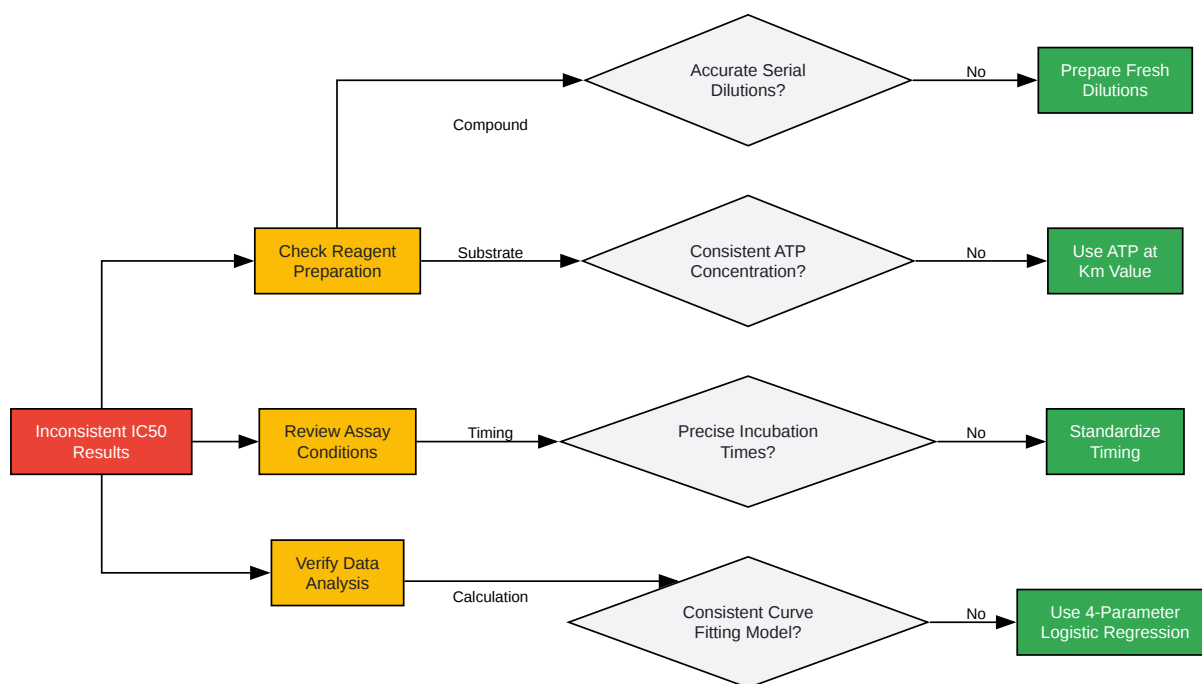 Accurate Serial
Dilutions?
No
Prepare Fresh
Dilutions
Compound
Check Reagent
Preparation
Substrate
Consistent ATP
Concentration?
No
Use ATP at
Km Value
Inconsistent IC50
Results
Review Assay
Conditions
Timing
Precise Incubation
Times?
No
Standardize
Timing
Verify Data
Analysis
Calculation
Consistent Curve
Fitting Model?
No
Use 4-Parameter
Logistic Regression